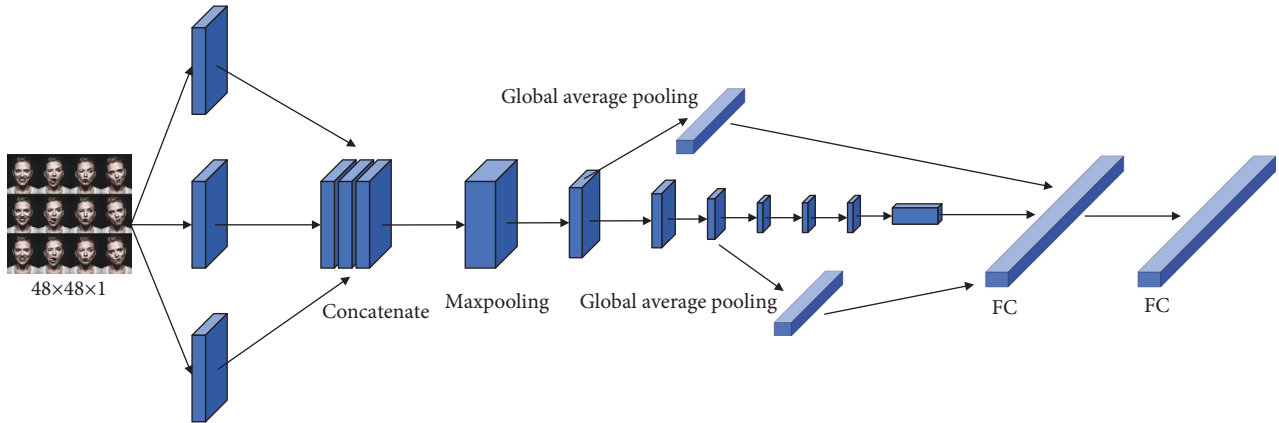 48×48×1
Concatenate
Maxpooling
Global average pooling
Global average pooling
FC
FC